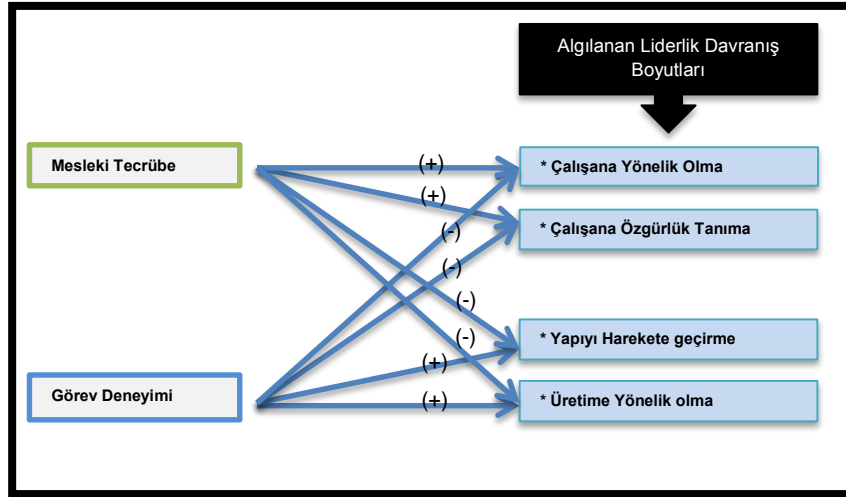 Algılanan Liderlik Davranış
Boyutları
Mesleki Tecrübe
(+)
* Çalışana Yönelik Olma
(+)
* Çalışana Özgürlük Tanıma
(-)
(-)
(-)
(-)
* Yapıyı Harekete geçirme
(+)
Görev Deneyimi
(+)
* Üretime Yönelik olma